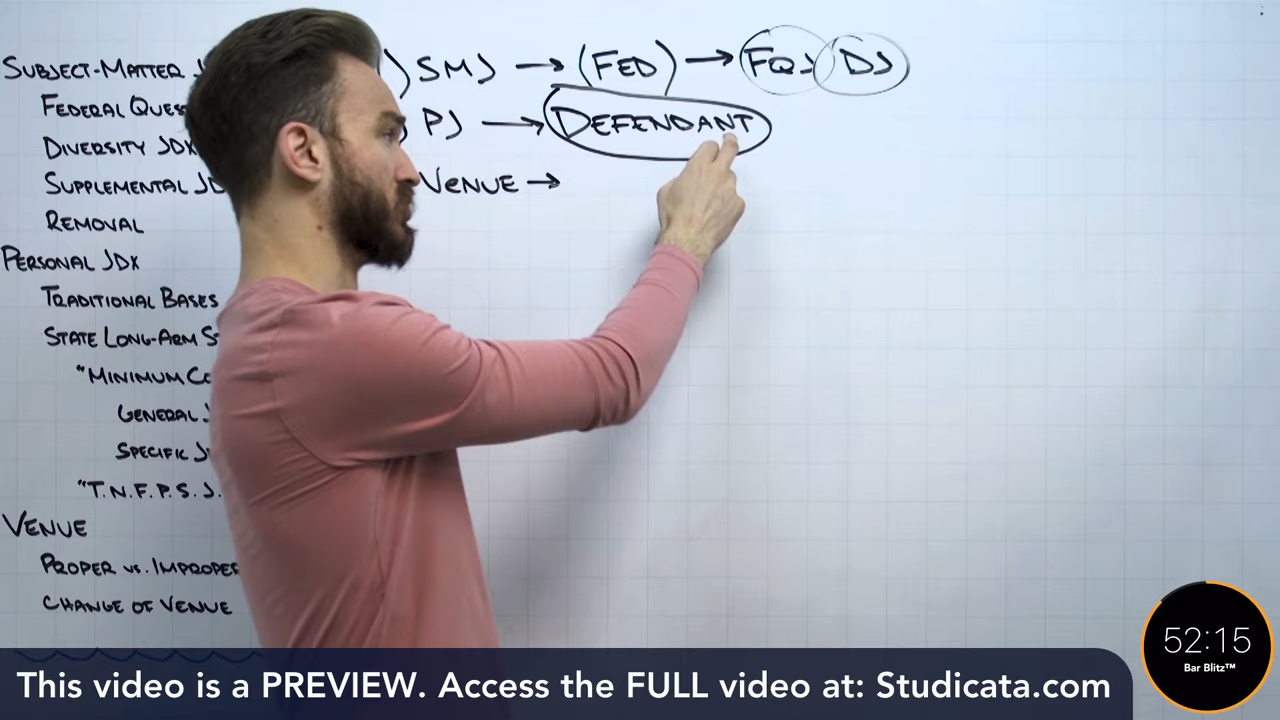 SUBJECT-MATTER
FEDERAL QUES
DIVERSITY JDX
SUPPLEMENTAL JD
REMOVAL
PERSONAL JDX
TRADITIONAL BASES
STATE LONG-ARM S
"MINIMUM CO
GENERAL J
SPECIFIC J
"T.N.F.P.S.J.
VENUE
PROPER vs. IMPROPER
CHANGE OF VENUE
) SMJ → (FED) → FQJ DJ
PJ → DEFENDANT
VENUE →
52:15
Bar Blitz™
This video is a PREVIEW. Access the FULL video at: Studicata.com